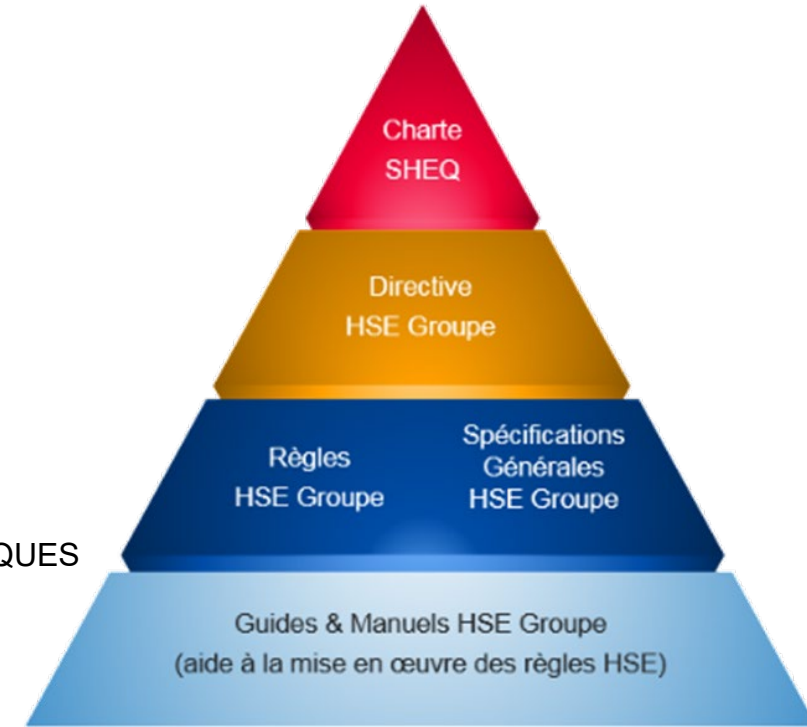 Charte
SHEQ
Directive
HSE Groupe
Règles
HSE Groupe
Spécifications
Générales
HSE Groupe
QUES
Guides & Manuels HSE Groupe
(aide à la mise en œuvre des règles HSE)